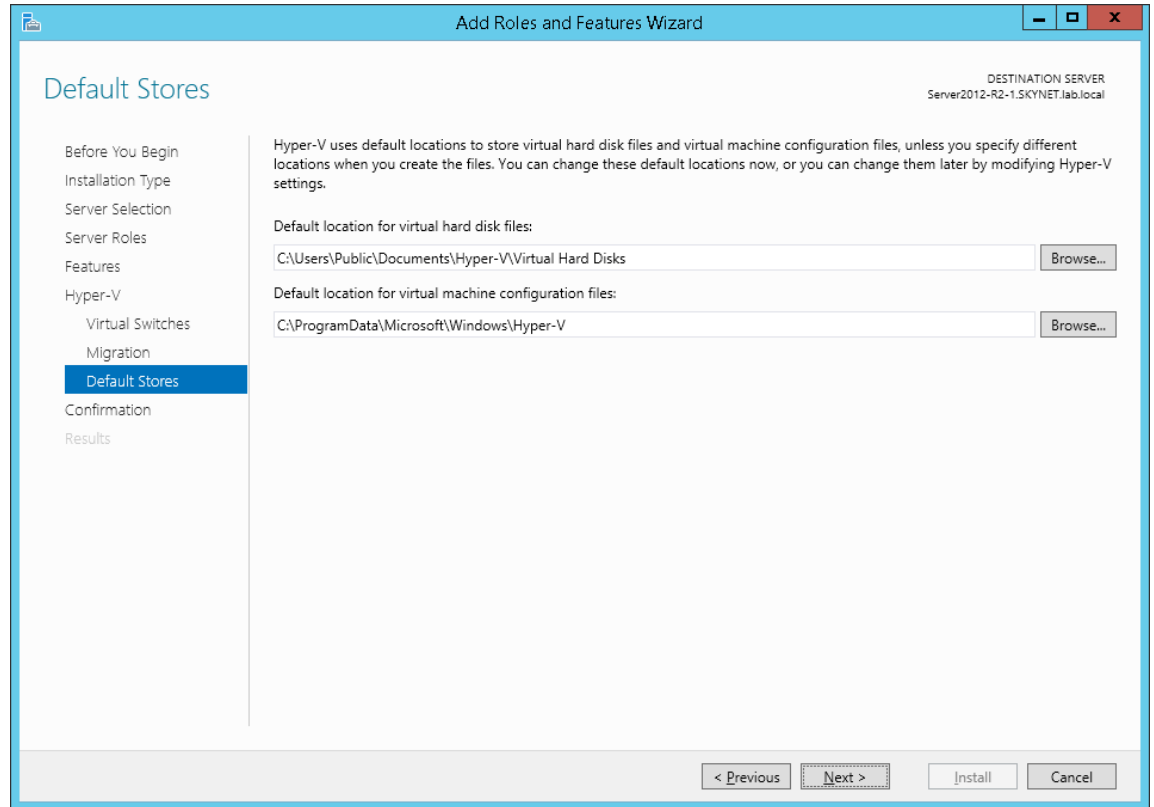 Add Roles and Features Wizard
Default Stores
DESTINATION SERVER
Server2012-R2-1.SKYNET.lab.local
Before You Begin
Installation Type
Server Selection
Server Roles
Features
Hyper-V
Virtual Switches
Migration
Default Stores
Confirmation
Results
Hyper-V uses default locations to store virtual hard disk files and virtual machine configuration files, unless you specify different
locations when you create the files. You can change these default locations now, or you can change them later by modifying Hyper-V
settings.
Default location for virtual hard disk files:
C:\Users\Public\Documents\Hyper-V\Virtual Hard Disks
Browse...
Default location for virtual machine configuration files:
C:\ProgramData\Microsoft\Windows\Hyper-V
Browse...
< Previous
Next >
Install
Cancel